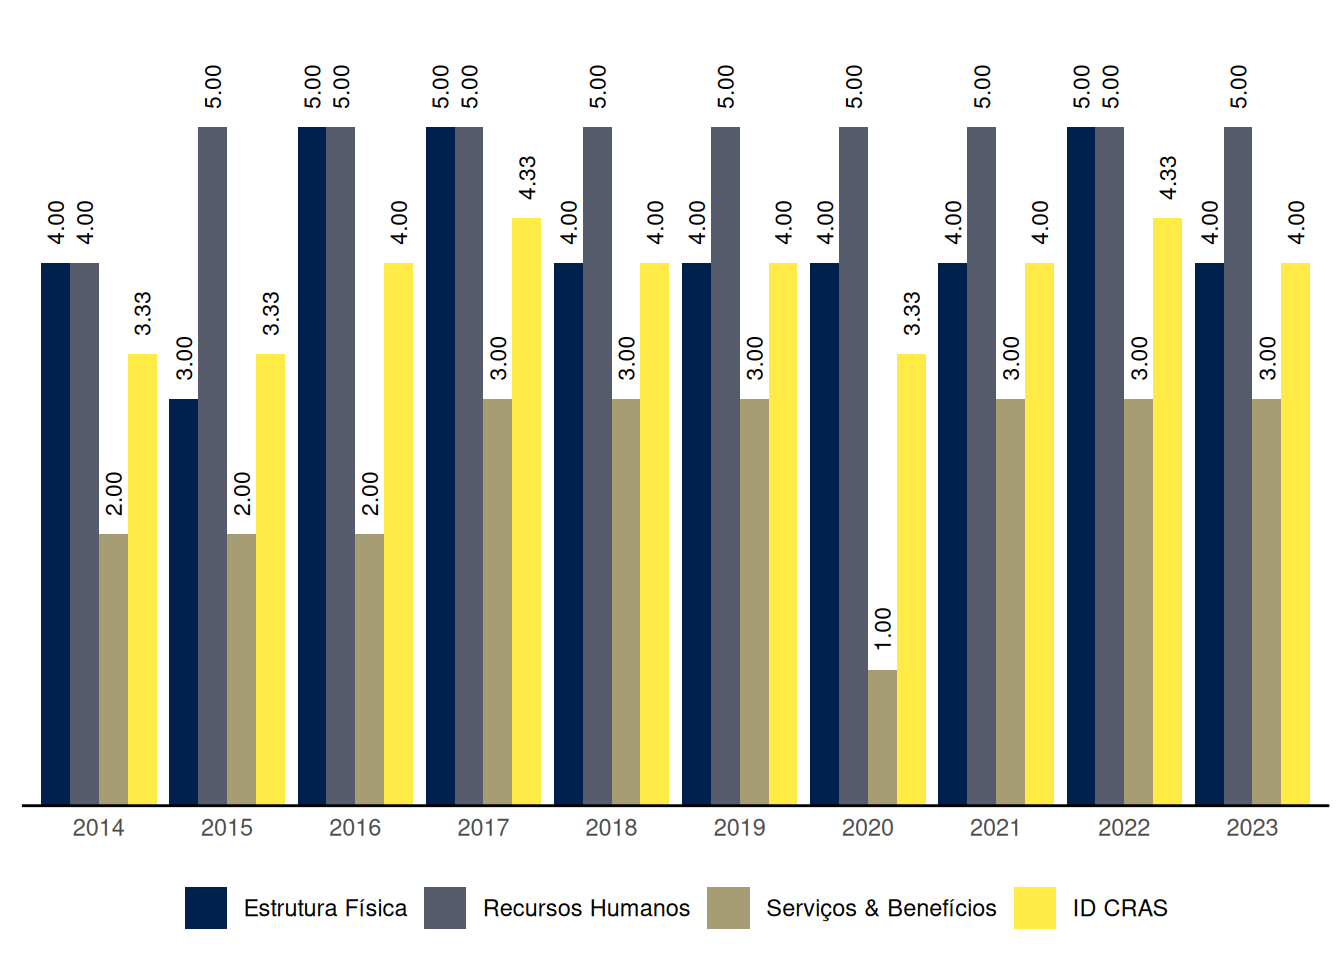 5.00 5.00 5.00 5.00 5.00 5.00 5.00 5.00 5.00 5.00 5.00 5.00
4.33 4.33
4.00 4.00 4.00 4.00 4.00 4.00 4.00 4.00 4.00 4.00 4.00 4.00
3.33 3.33 3.33
3.00 3.00 3.00 3.00 3.00 3.00 3.00
2.00 2.00 2.00
1.00
2014 2015 2016 2017 2018 2019 2020 2021 2022 2023
Estrutura Física Recursos Humanos Serviços & Benefícios ID CRAS